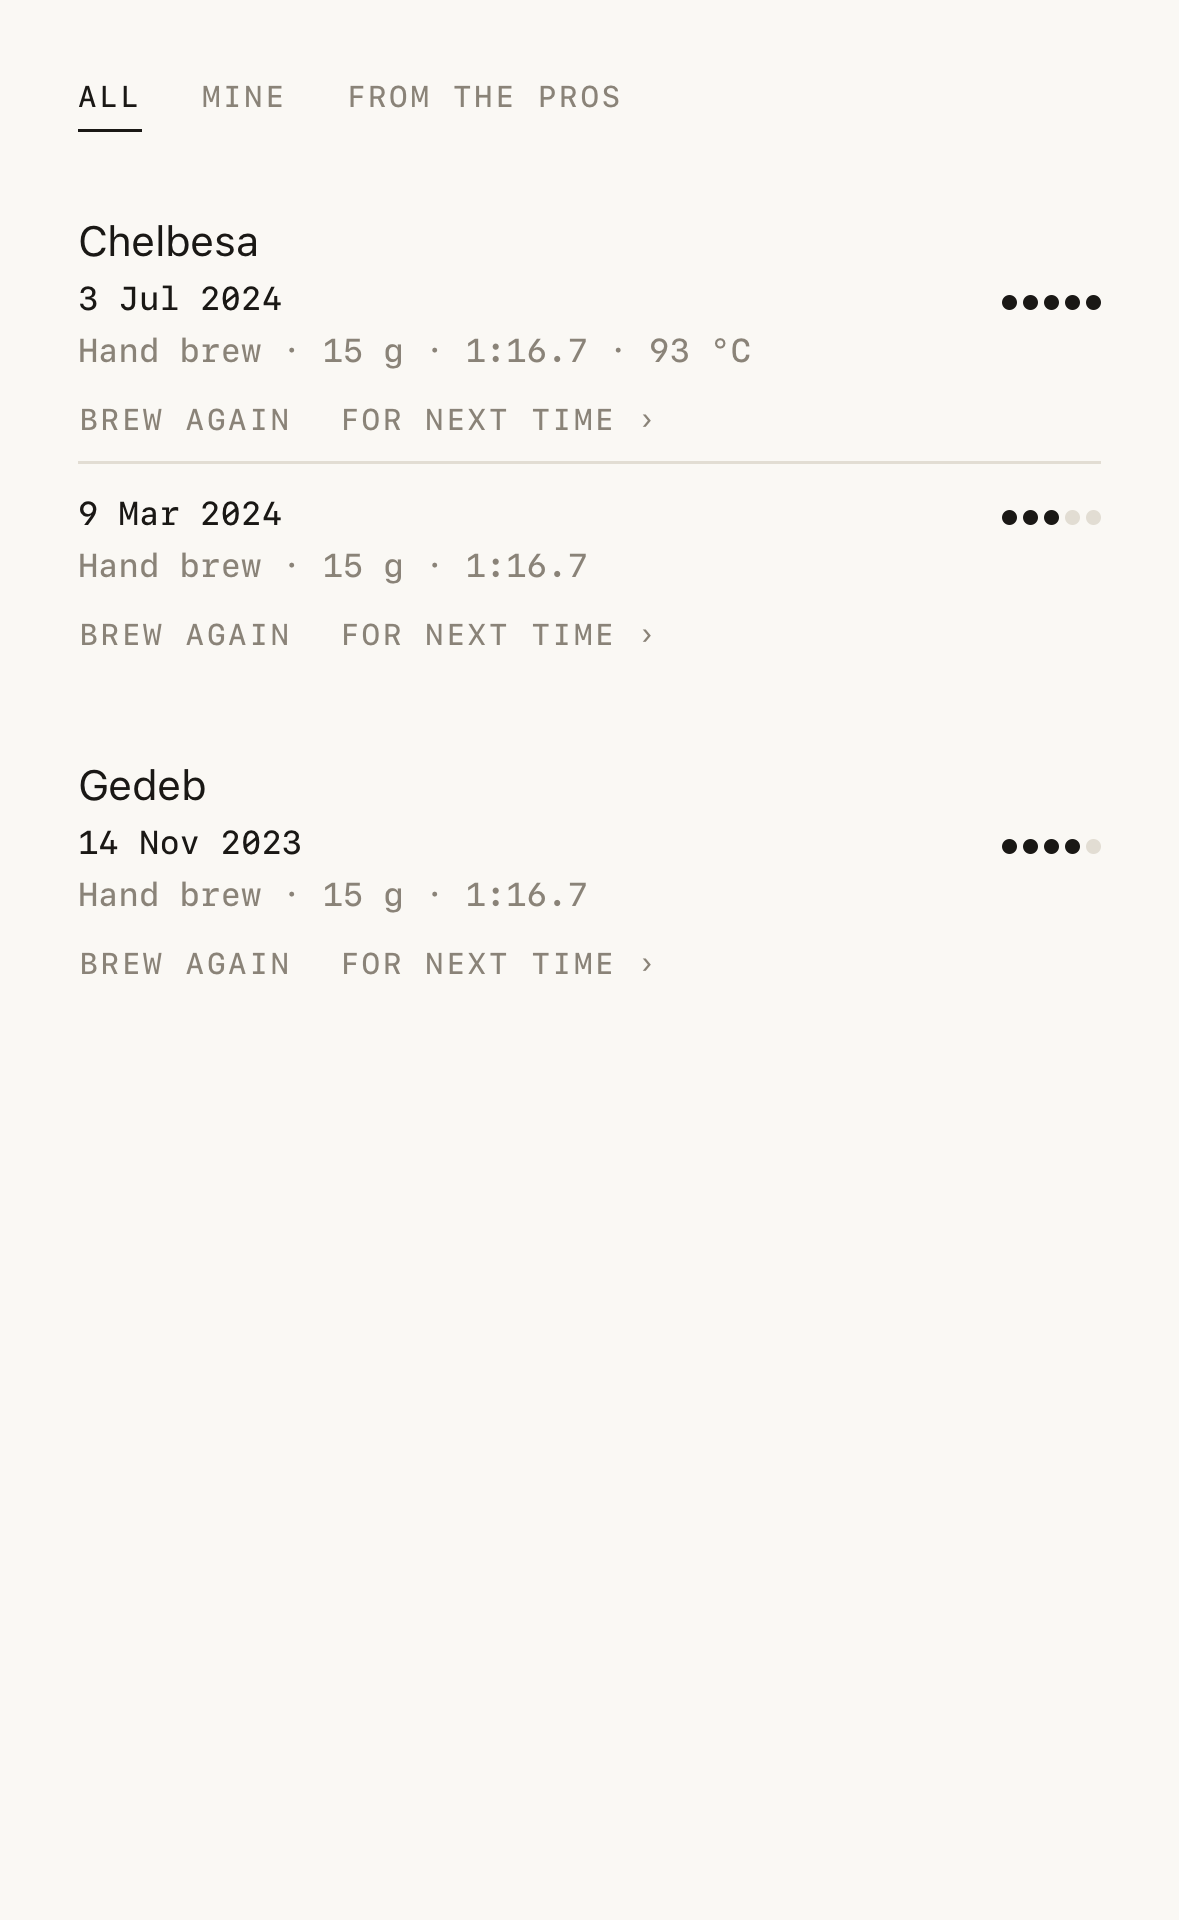 ALL MINE FROM THE PROS
Chelbesa
3 Jul 2024
Hand brew · 15 g · 1:16.7 · 93 °C
BREW AGAIN FOR NEXT TIME ›
9 Mar 2024
Hand brew · 15 g · 1:16.7
BREW AGAIN FOR NEXT TIME ›
Gedeb
14 Nov 2023
Hand brew · 15 g · 1:16.7
BREW AGAIN FOR NEXT TIME ›